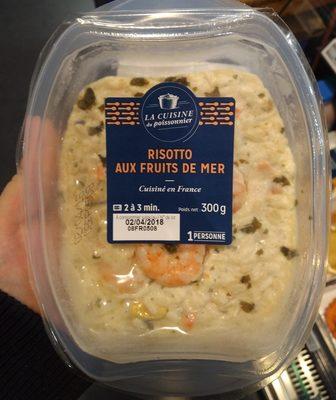 LA CUISINE
du poissonnier
RISOTTO
AUX FRUITS DE MER
Cuisiné en France
2 à 3 min.
Poids net 300g
02/04/2018
08FR0508
1 PERSONNE